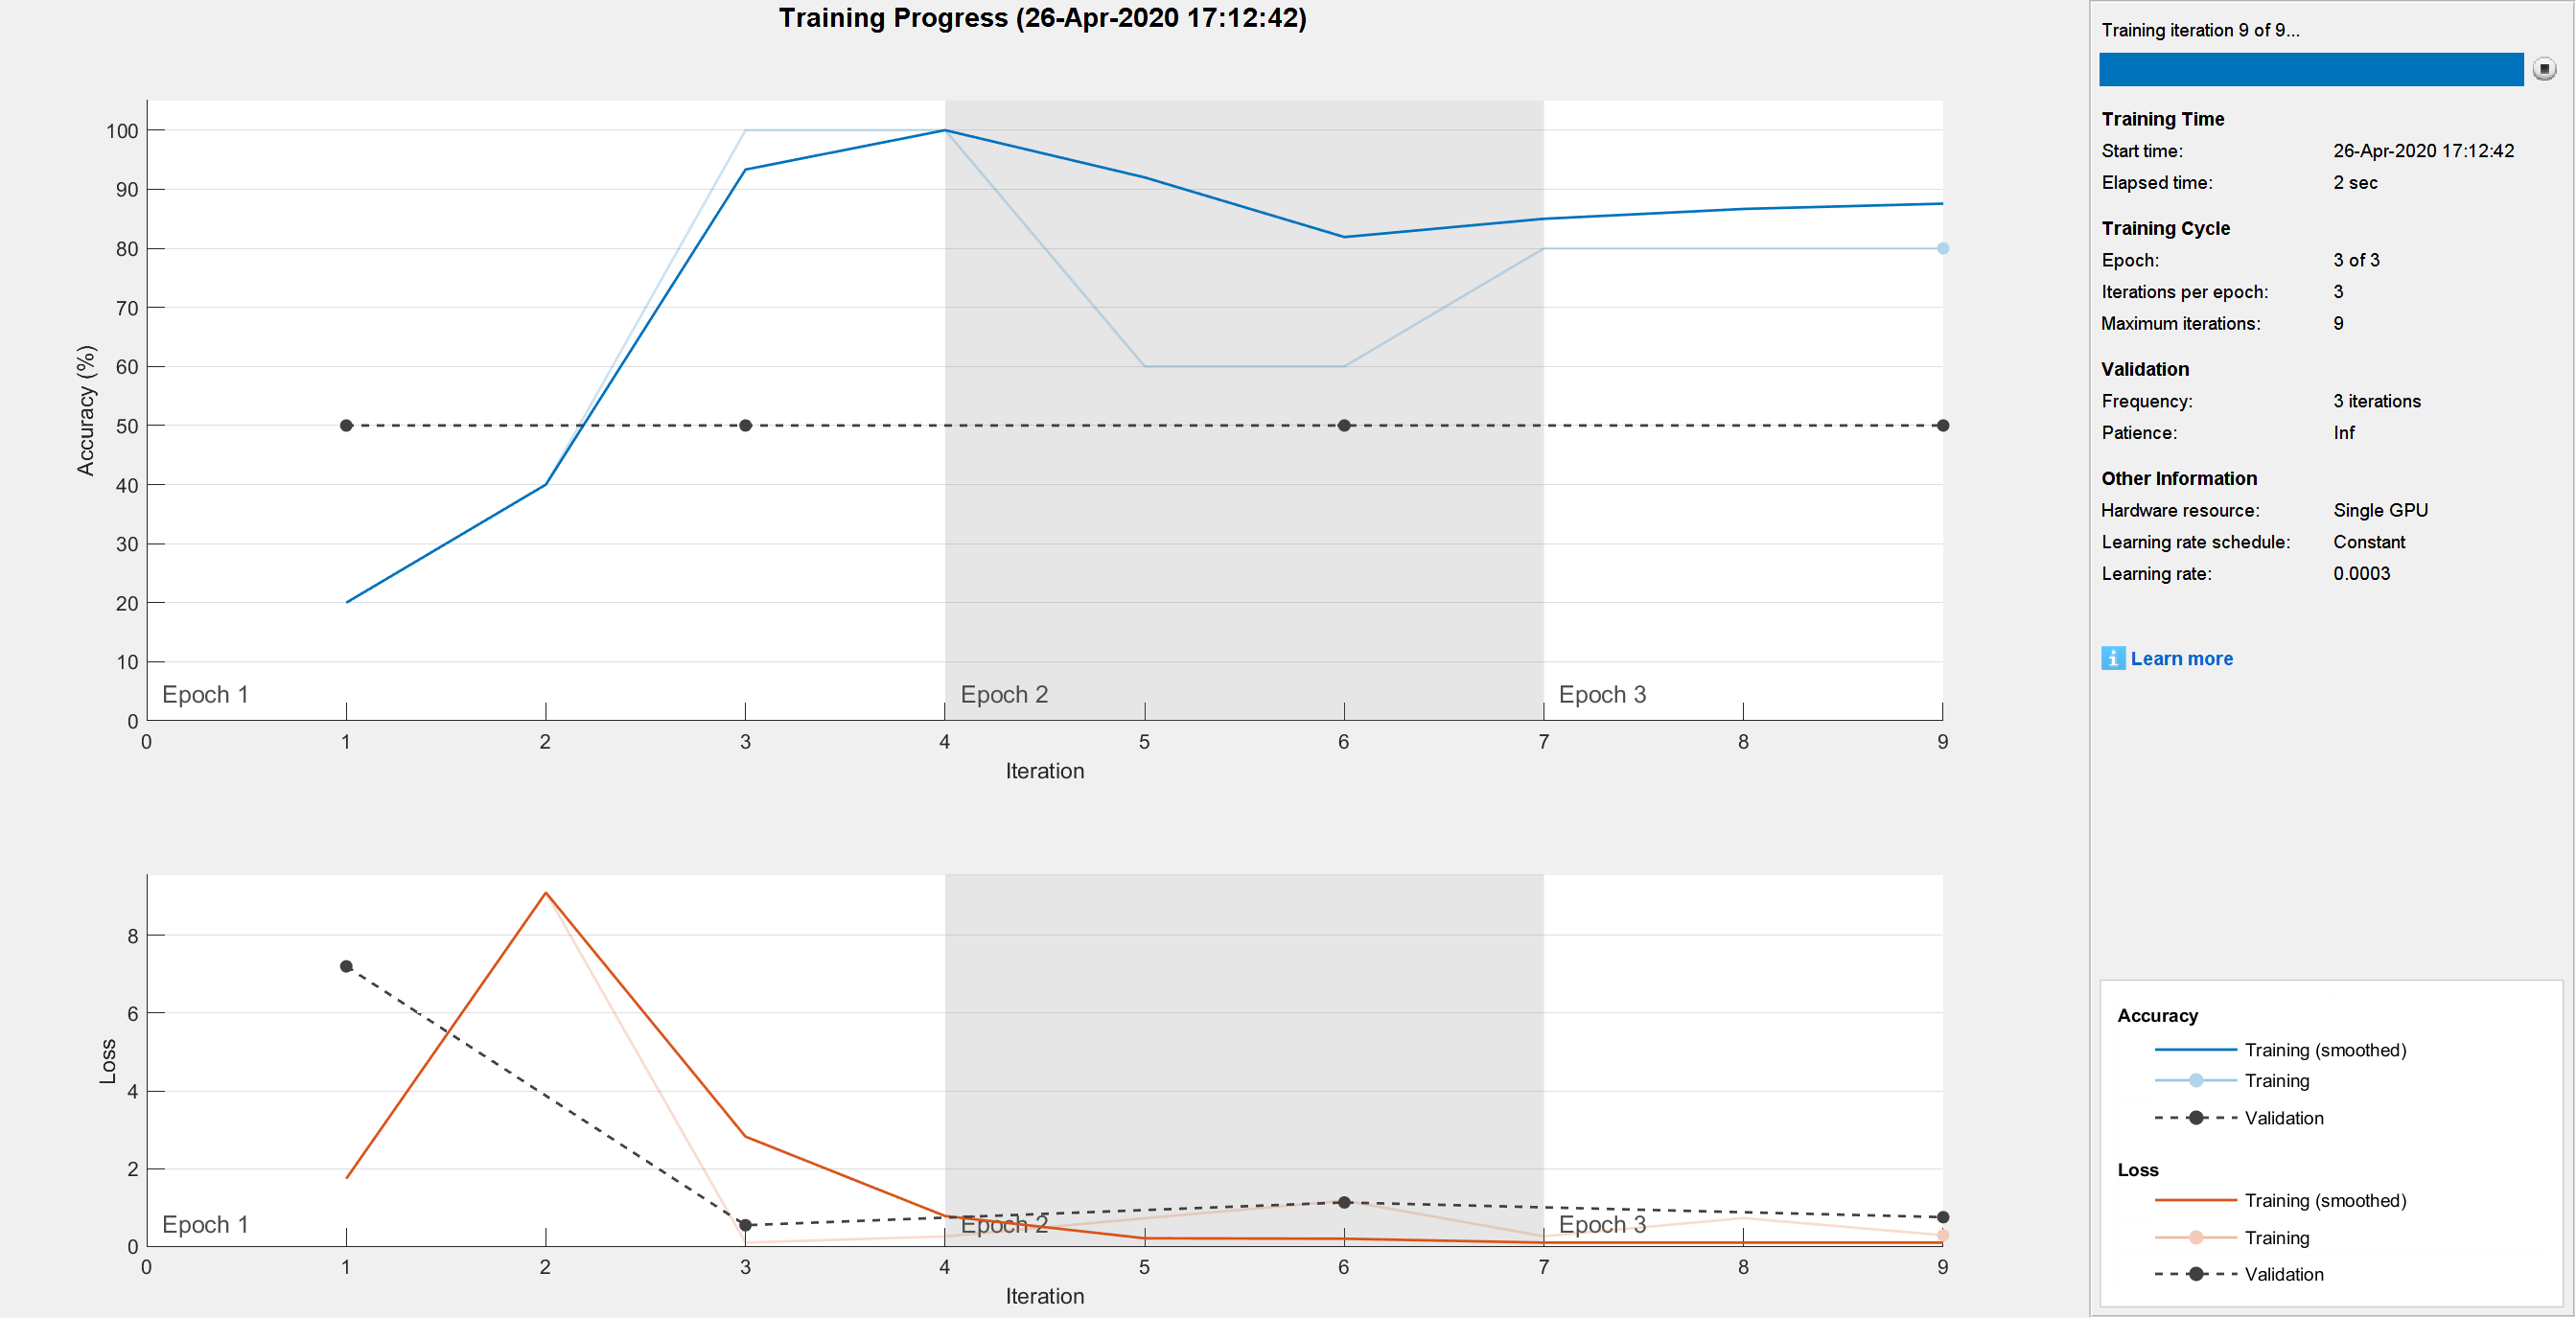 Training Progress (26-Apr-2020 17:12:42)
100
90
80
70
60
50
40
30
20
10
0
Accuracy (%)
Epoch 1
Epoch 2
Epoch 3
0 1 2 3 4 5 6 7 8 9
Iteration
8
6
4
2
0
Loss
Epoch 1
Epoch 2
Epoch 3
0 1 2 3 4 5 6 7 8 9
Iteration
Training iteration 9 of 9...
Training Time
Start time: 26-Apr-2020 17:12:42
Elapsed time: 2 sec
Training Cycle
Epoch: 3 of 3
Iterations per epoch: 3
Maximum iterations: 9
Validation
Frequency: 3 iterations
Patience: Inf
Other Information
Hardware resource: Single GPU
Learning rate schedule: Constant
Learning rate: 0.0003
i Learn more
Accuracy
Training (smoothed)
Training
Validation
Loss
Training (smoothed)
Training
Validation